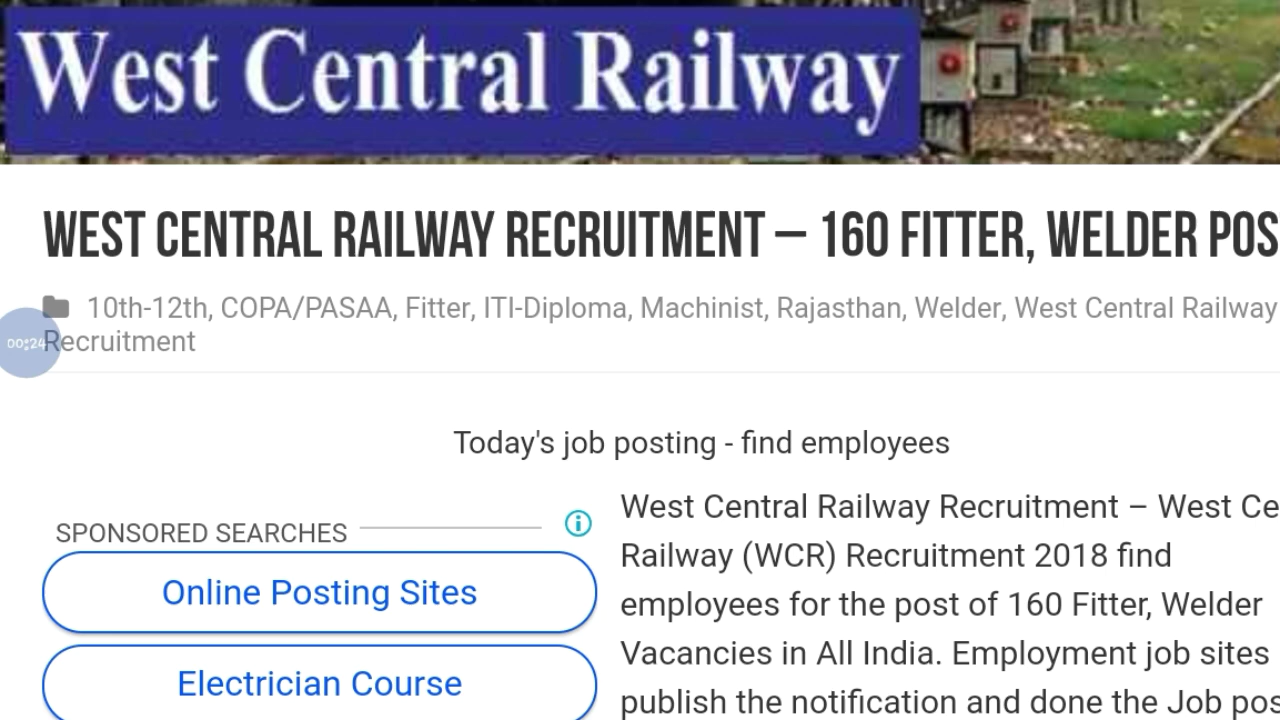 West Central Railway
WEST CENTRAL RAILWAY RECRUITMENT – 160 FITTER, WELDER POS
10th-12th, COPA/PASAA, Fitter, ITI-Diploma, Machinist, Rajasthan, Welder, West Central Railway
Recruitment
00:24
Today's job posting - find employees
SPONSORED SEARCHES
Online Posting Sites
Electrician Course
West Central Railway Recruitment – West Ce
Railway (WCR) Recruitment 2018 find
employees for the post of 160 Fitter, Welder
Vacancies in All India. Employment job sites
publish the notification and done the Job pos